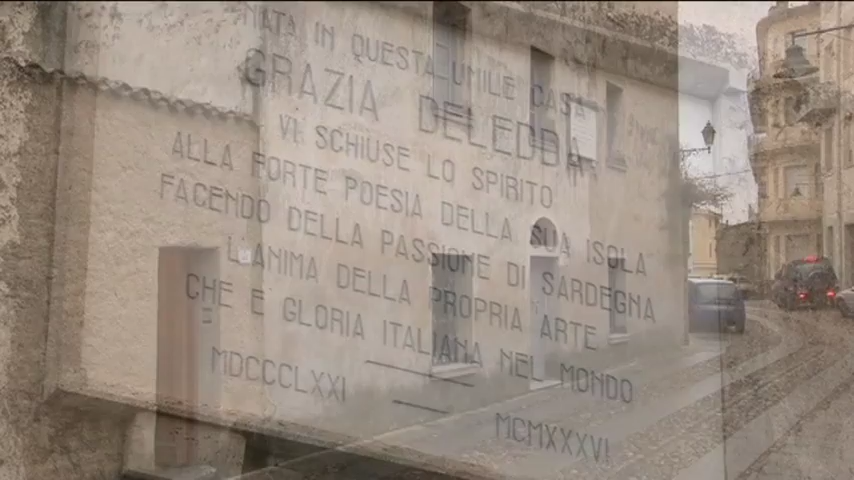 NATA IN QUESTA UMILE CASA
GRAZIA DELEDDA
VI SCHIUSE LO SPIRITO
ALLA FORTE POESIA DELLA SUA ISOLA
FACENDO DELLA PASSIONE DI SARDEGNA
L'ANIMA DELLA PROPRIA ARTE
CHE E GLORIA ITALIANA NEL MONDO
MDCCCLXXI
MCMXXXVI